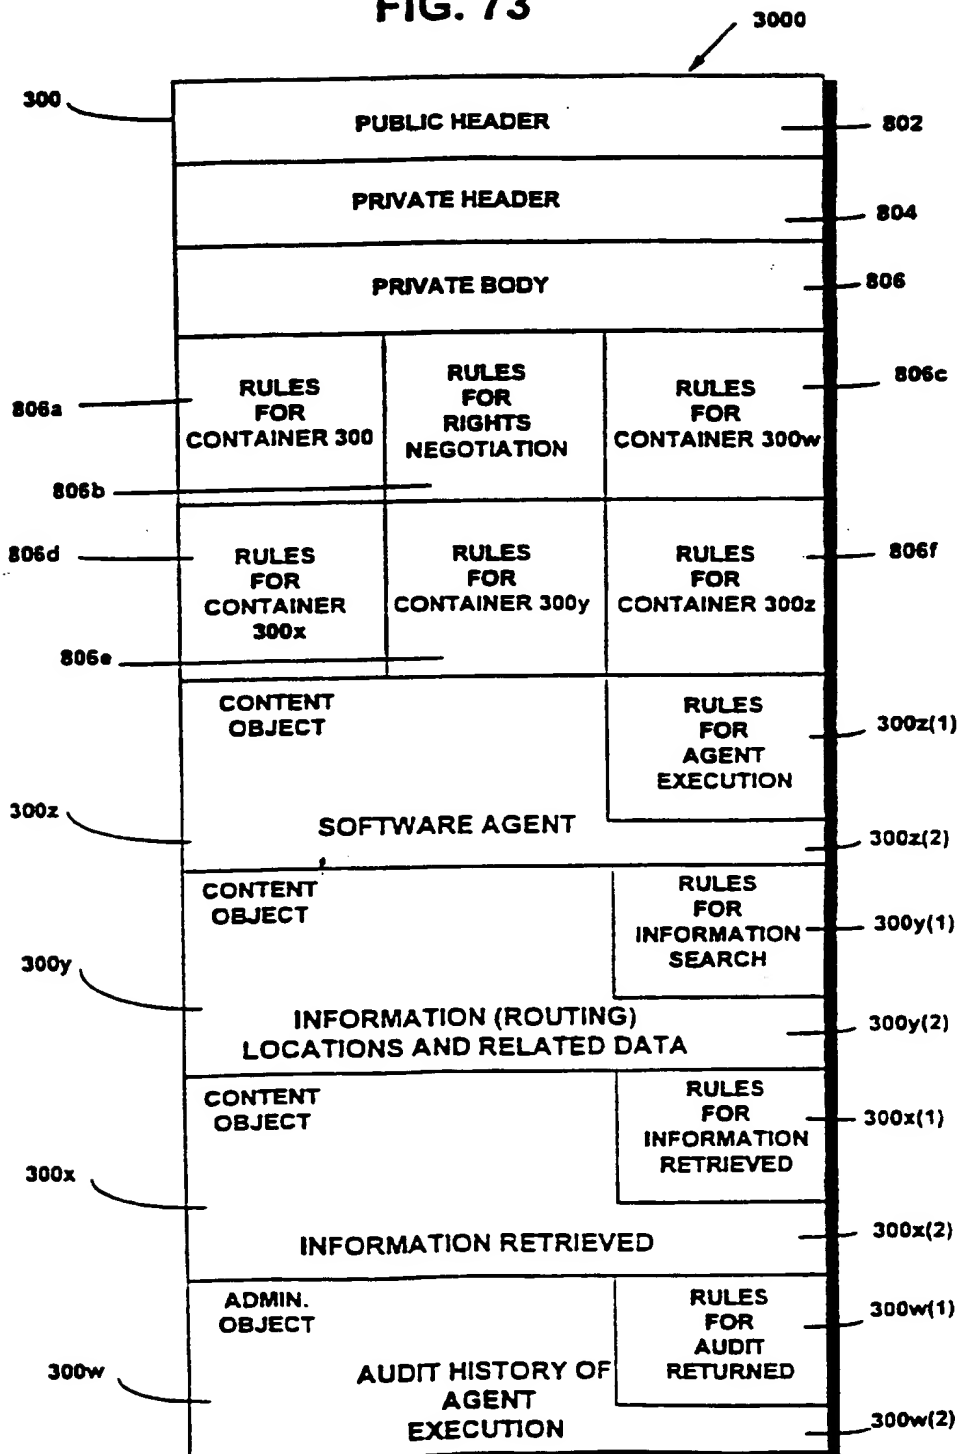 FIG. 73
3000
300
PUBLIC HEADER
802
PRIVATE HEADER
804
PRIVATE BODY
806
806a
RULES
FOR
CONTAINER 300
806b
RULES
FOR
RIGHTS
NEGOTIATION
RULES
FOR
CONTAINER 300w
806c
806d
RULES
FOR
CONTAINER
300x
806e
RULES
FOR
CONTAINER 300y
RULES
FOR
CONTAINER 300z
806f
CONTENT
OBJECT
RULES
FOR
AGENT
EXECUTION
300z(1)
300z
SOFTWARE AGENT
300z(2)
CONTENT
OBJECT
RULES
FOR
INFORMATION
SEARCH
300y(1)
300y
INFORMATION (ROUTING)
LOCATIONS AND RELATED DATA
300y(2)
CONTENT
OBJECT
RULES
FOR
INFORMATION
RETRIEVED
300x(1)
300x
INFORMATION RETRIEVED
300x(2)
ADMIN.
OBJECT
RULES
FOR
AUDIT
RETURNED
300w(1)
300w
AUDIT HISTORY OF
AGENT
EXECUTION
300w(2)